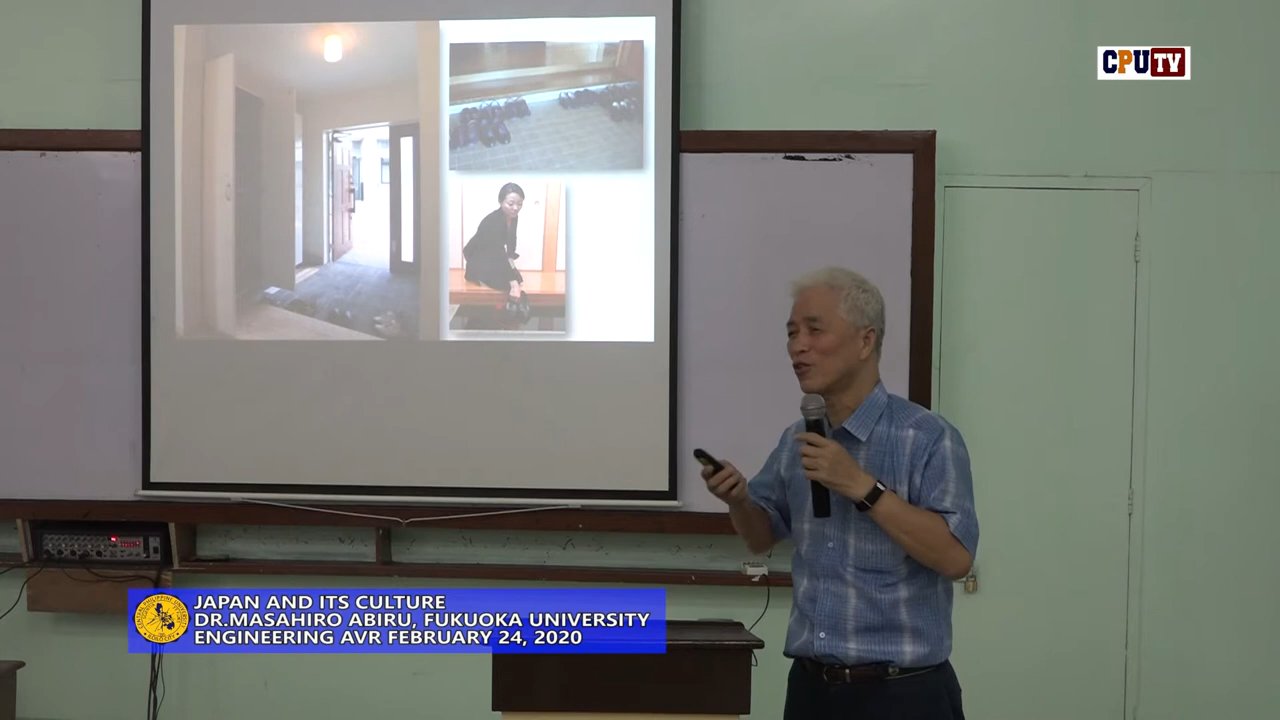 CPUTV
JAPAN AND ITS CULTURE
DR.MASAHIRO ABIRU, FUKUOKA UNIVERSITY
ENGINEERING AVR FEBRUARY 24, 2020